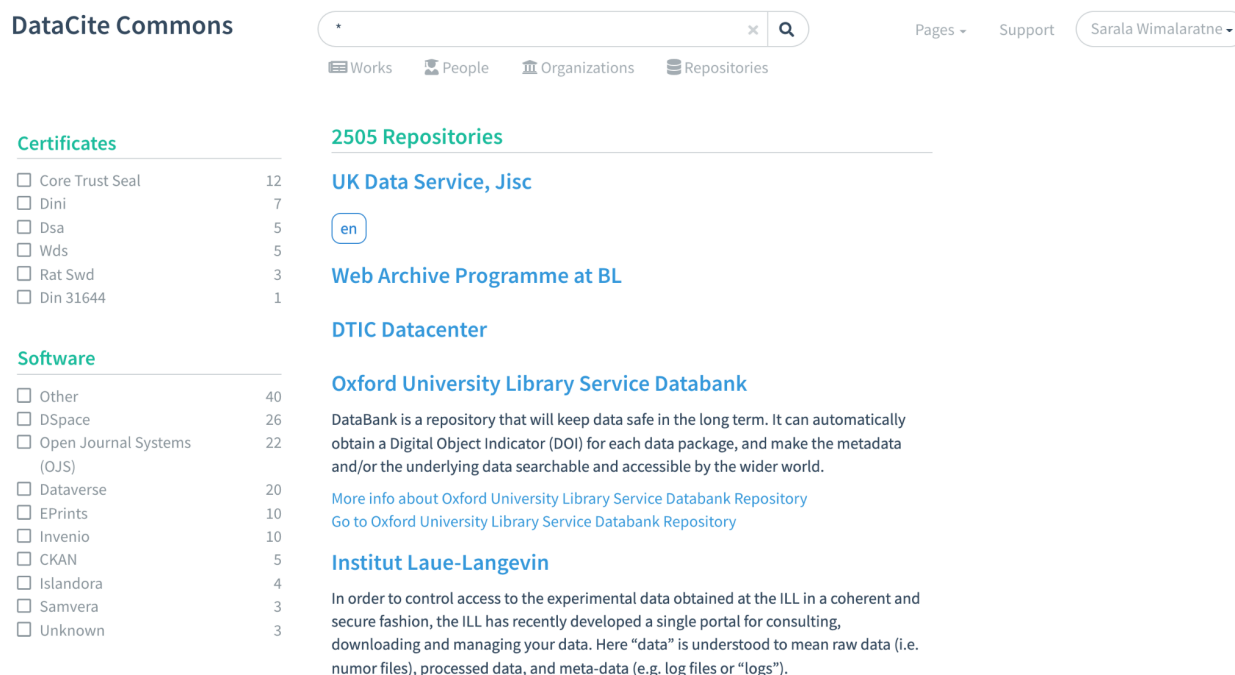 DataCite Commons
*
Pages
Support
Sarala Wimalaratne
Works
People
Organizations
Repositories
Certificates
Core Trust Seal 12
Dini 7
Dsa 5
Wds 5
Rat Swd 3
Din 31644 1
Software
Other 40
DSpace 26
Open Journal Systems 22
(OJS)
Dataverse 20
EPrints 10
Invenio 10
CKAN 5
Islandora 4
Samvera 3
Unknown 3
2505 Repositories
UK Data Service, Jisc
en
Web Archive Programme at BL
DTIC Datacenter
Oxford University Library Service Databank
DataBank is a repository that will keep data safe in the long term. It can automatically
obtain a Digital Object Indicator (DOI) for each data package, and make the metadata
and/or the underlying data searchable and accessible by the wider world.
More info about Oxford University Library Service Databank Repository
Go to Oxford University Library Service Databank Repository
Institut Laue-Langevin
In order to control access to the experimental data obtained at the ILL in a coherent and
secure fashion, the ILL has recently developed a single portal for consulting,
downloading and managing your data. Here “data” is understood to mean raw data (i.e.
numor files), processed data, and meta-data (e.g. log files or “logs”).